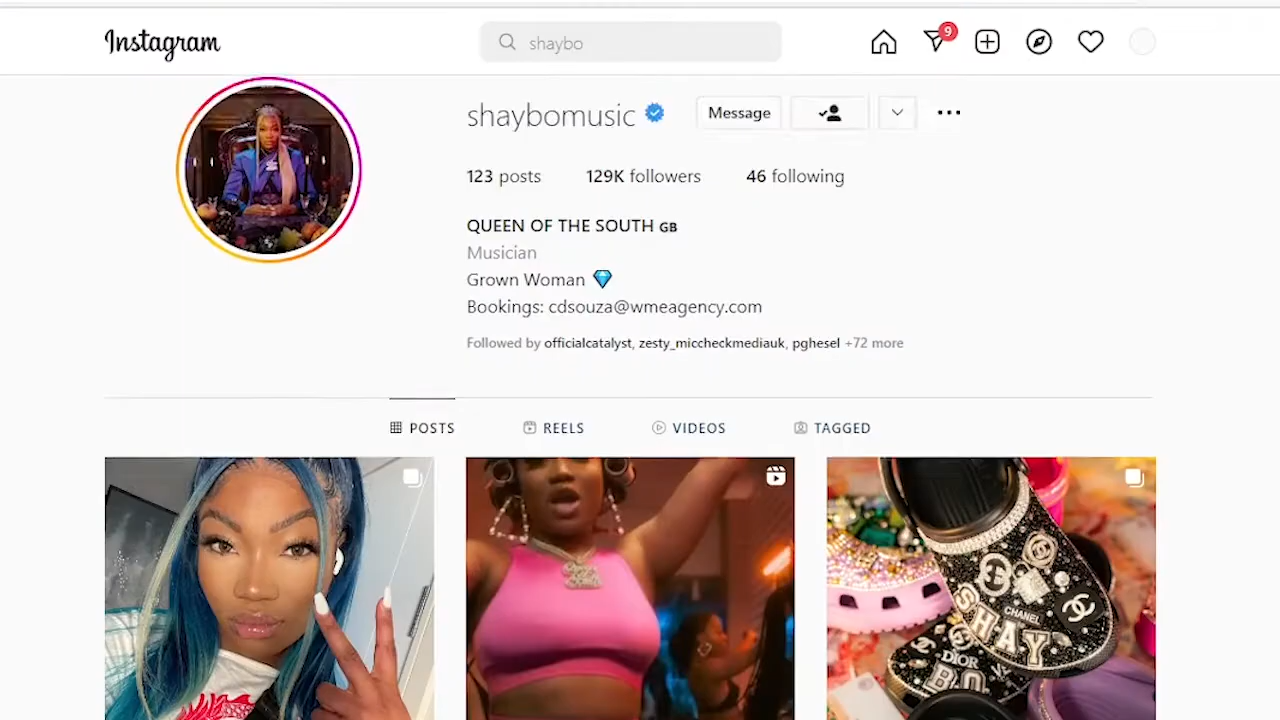 Instagram
shaybo
9
shaybomusic
Message
123 posts 129K followers 46 following
QUEEN OF THE SOUTH GB
Musician
Grown Woman
Bookings: cdsouza@wmeagency.com
Followed by officialcatalyst, zesty_miccheckmediauk, pghesel +72 more
POSTS REELS VIDEOS TAGGED
CHANEL
SHAY
DIOR
BO